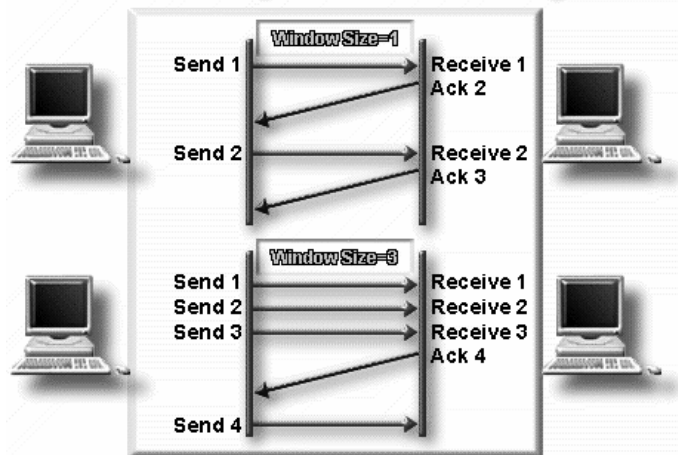 Window Size=1
Send 1 Receive 1
Ack 2
Send 2 Receive 2
Ack 3
Window Size=3
Send 1 Receive 1
Send 2 Receive 2
Send 3 Receive 3
Ack 4
Send 4